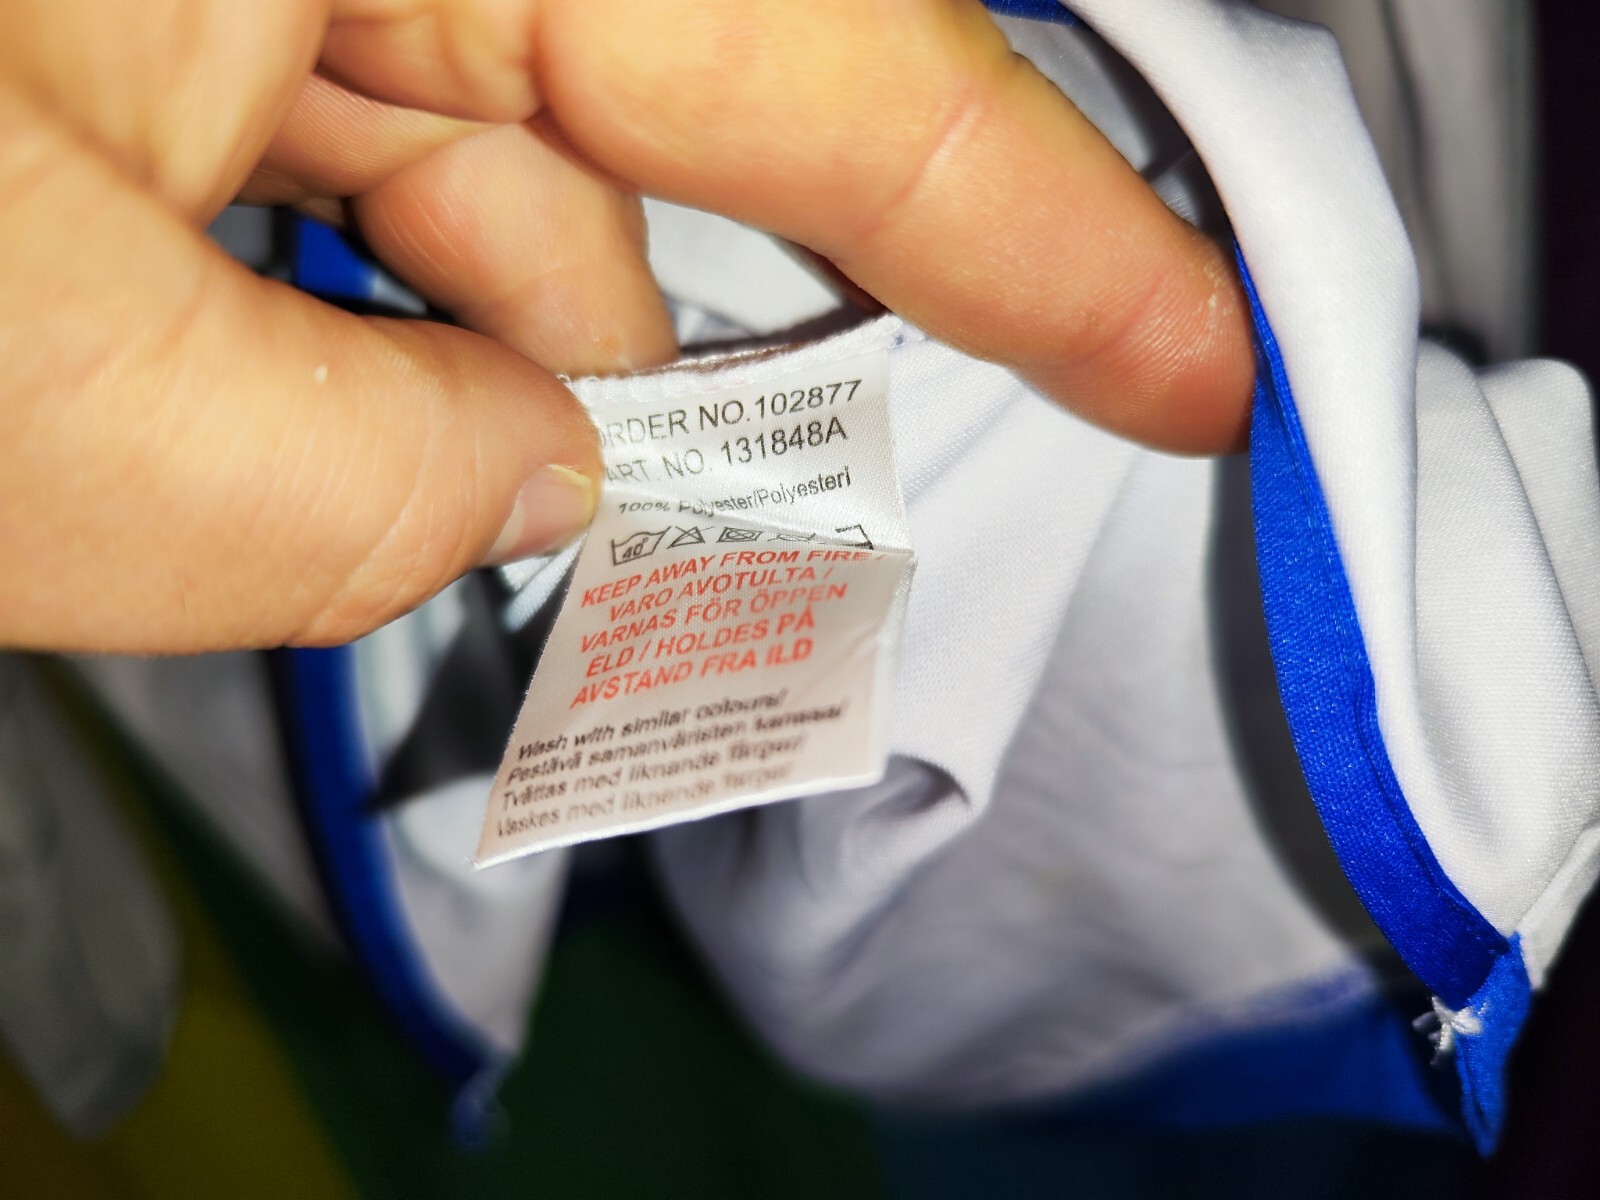 ORDER NO.102877
ART. NO. 131848A
100% Polyester/Polyesteri
40°
KEEP AWAY FROM FIRE /
VARO AVOTULTA /
VARNAS FÖR ÖPPEN
ELD / HOLDES PÅ
AVSTAND FRA ILD
Wash with similar colours/
Pestävä samanväristen kanssa/
Tvättas med liknande färger/
Vaskes med liknende farger